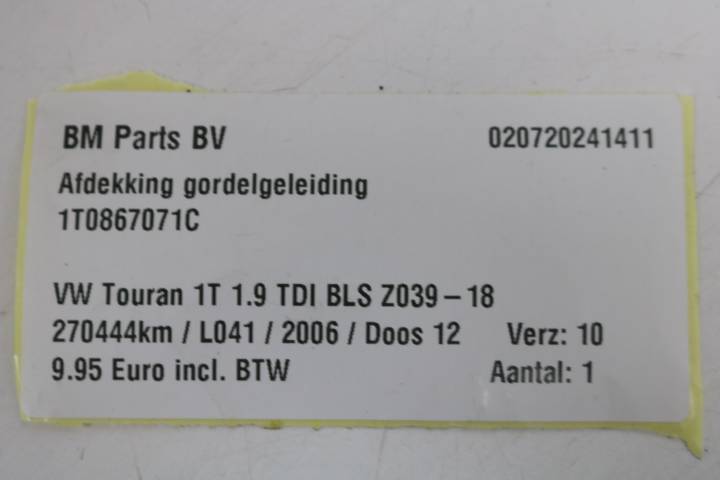 BM Parts BV 020720241411
Afdekking gordelgeleiding
1T0867071C
VW Touran 1T 1.9 TDI BLS Z039-18
270444km / L041 / 2006 / Doos 12 Verz: 10
9.95 Euro incl. BTW Aantal: 1